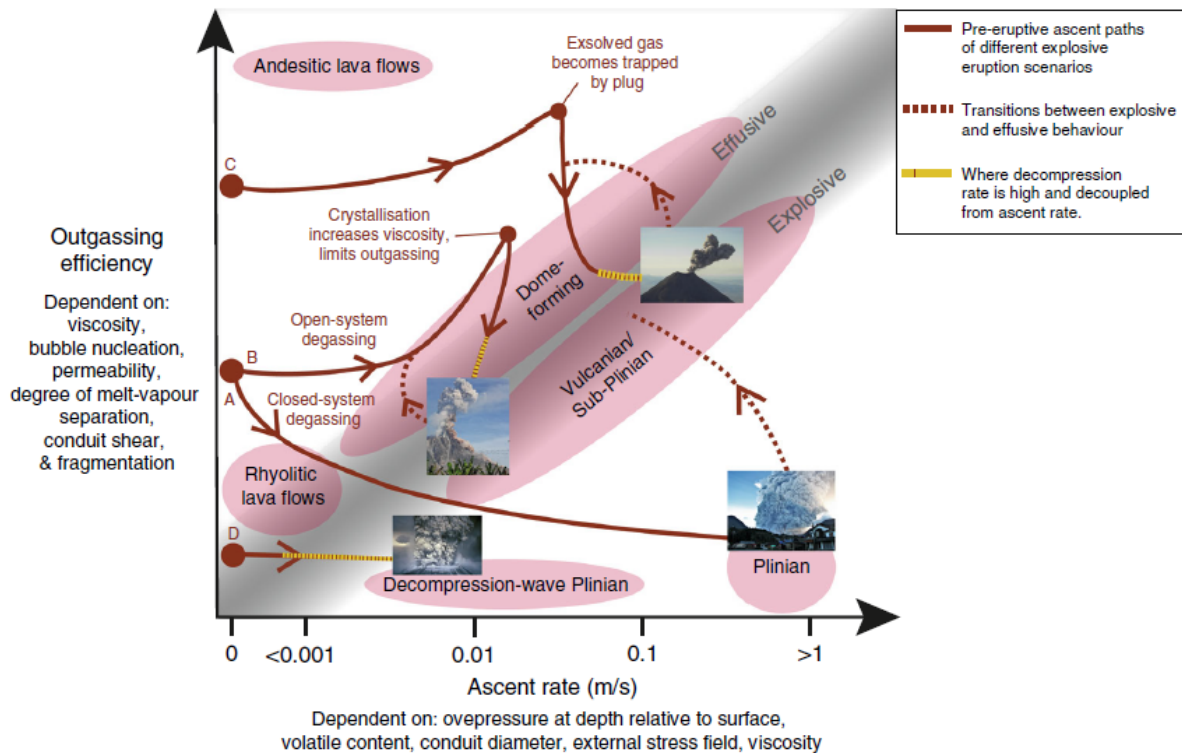 Andesitic lava flows
Exsolved gas
becomes trapped
by plug
Effusive
Explosive
C
Crystallisation
increases viscosity,
limits outgassing
Dome-
forming
Outgassing
efficiency
Dependent on:
viscosity,
bubble nucleation,
permeability,
degree of melt-vapour
separation,
conduit shear,
& fragmentation
Open-system
degassing
B
A
Closed-system
degassing
Vulcanian/
Sub-Plinian
Rhyolitic
lava flows
D
Decompression-wave Plinian
Plinian
0
<0.001
0.01
0.1
>1
Ascent rate (m/s)
Dependent on: ovepressure at depth relative to surface,
volatile content, conduit diameter, external stress field, viscosity
Pre-eruptive ascent paths
of different explosive
eruption scenarios
Transitions between explosive
and effusive behaviour
Where decompression
rate is high and decoupled
from ascent rate.